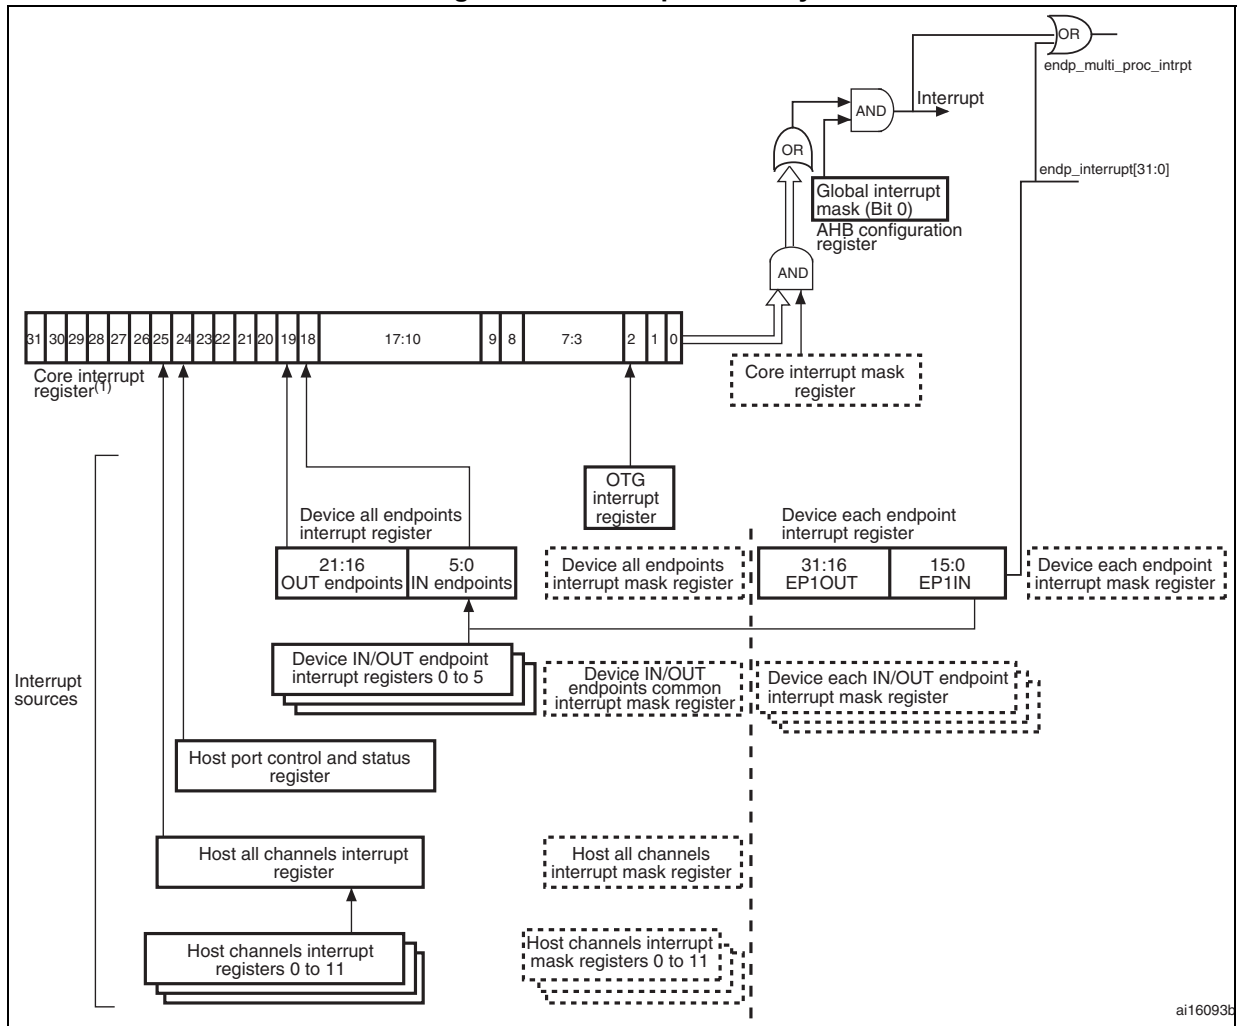 OR
endp_multi_proc_intrpt
Interrupt
AND
OR
endp_interrupt[31:0]
Global interrupt
mask (Bit 0)
AHB configuration
register
AND
31 30 29 28 27 26 25 24 23 22 21 20 19 18 17:10 9 8 7:3 2 1 0
Core interrupt
register(1)
Core interrupt mask
register
OTG
interrupt
register
Device all endpoints
interrupt register
21:16
OUT endpoints
5:0
IN endpoints
Device all endpoints
interrupt mask register
Device each endpoint
interrupt register
31:16
EP1OUT
15:0
EP1IN
Device each endpoint
interrupt mask register
Interrupt
sources
Device IN/OUT endpoint
interrupt registers 0 to 5
Device IN/OUT
endpoints common
interrupt mask register
Device each IN/OUT endpoint
interrupt mask register
Host port control and status
register
Host all channels interrupt
register
Host all channels
interrupt mask register
Host channels interrupt
registers 0 to 11
Host channels interrupt
mask registers 0 to 11
ai16093b